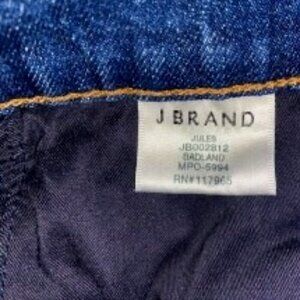 J BRAND
JULES
JB002812
BADLAND
MPO-5994
RN#117965